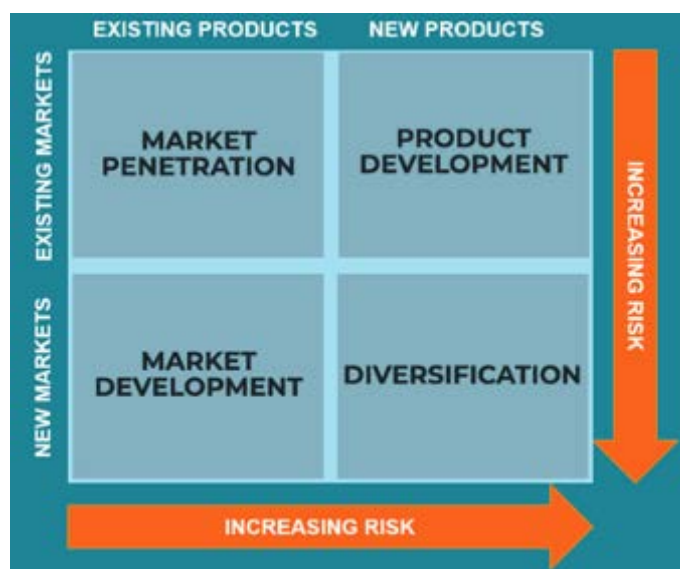 EXISTING PRODUCTS
NEW PRODUCTS
EXISTING MARKETS
MARKET
PENETRATION
PRODUCT
DEVELOPMENT
INCREASING RISK
NEW MARKETS
MARKET
DEVELOPMENT
DIVERSIFICATION
INCREASING RISK